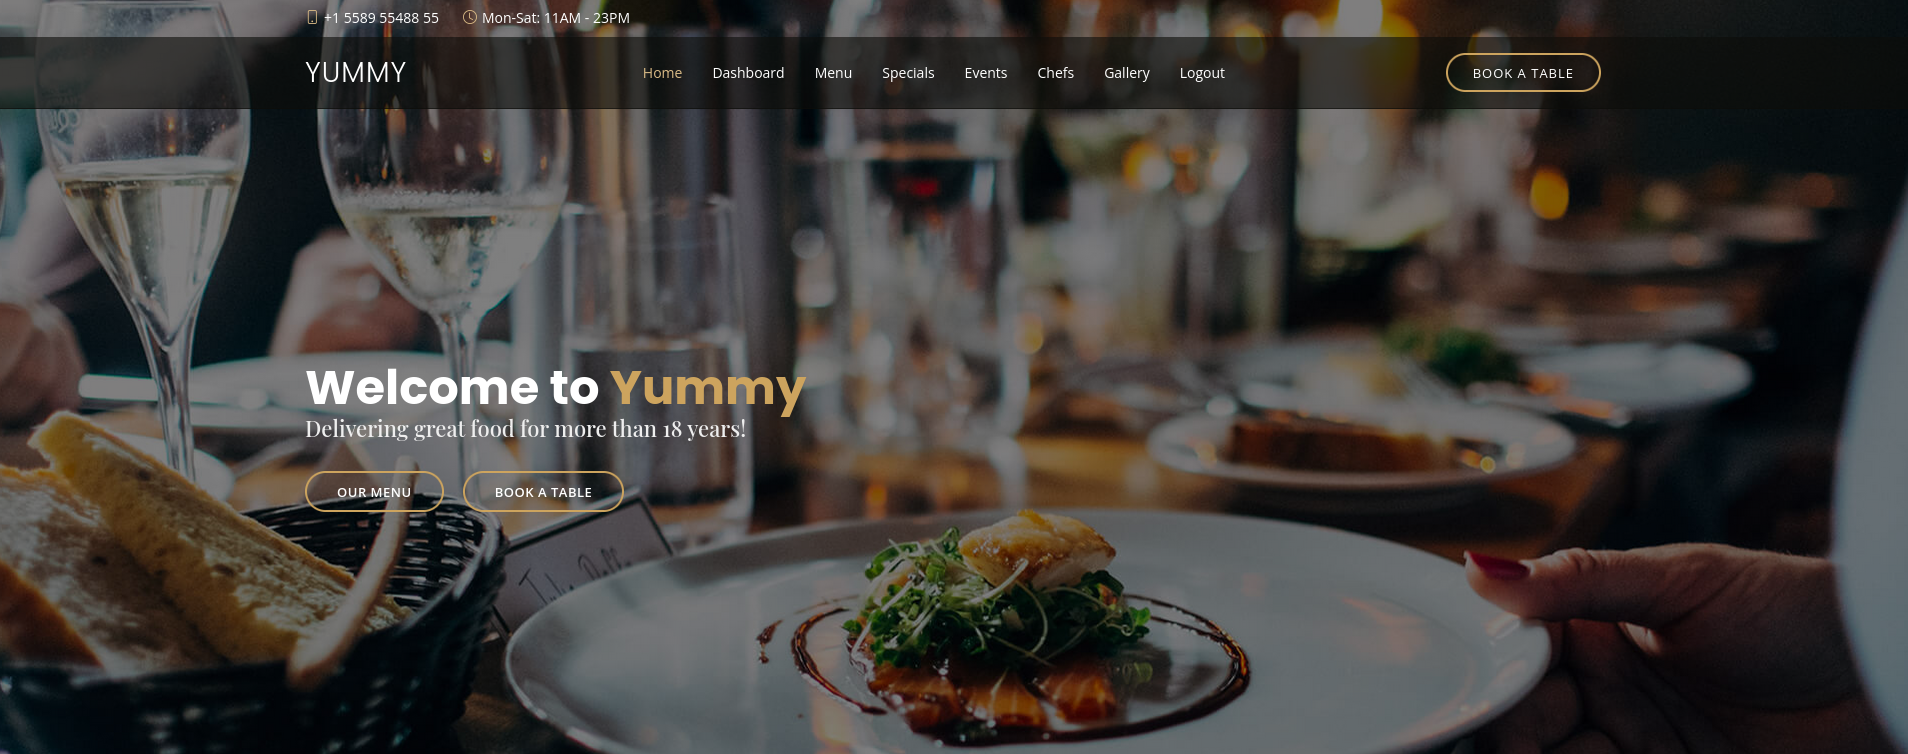 +1 5589 55488 55 Mon-Sat: 11AM - 23PM
YUMMY Home Dashboard Menu Specials Events Chefs Gallery Logout BOOK A TABLE
Welcome to Yummy
Delivering great food for more than 18 years!
OUR MENU BOOK A TABLE